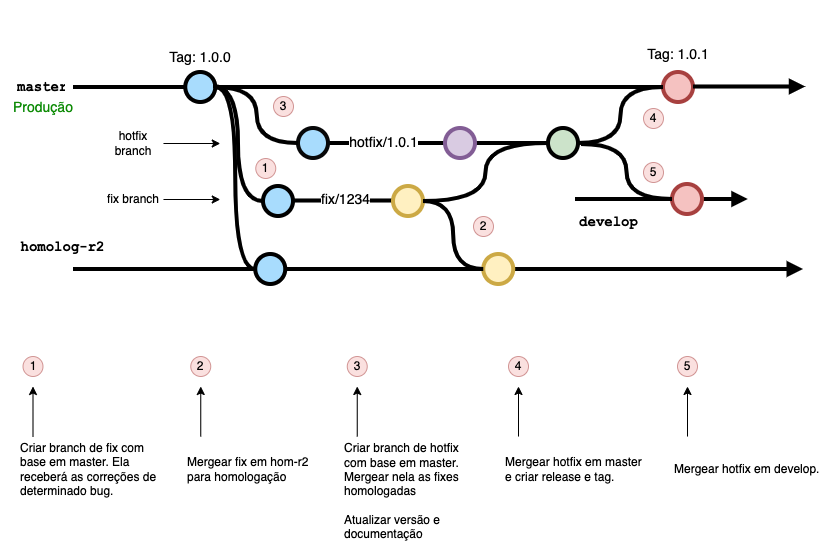 Tag: 1.0.0
Tag: 1.0.1
master
Produção
3
4
hotfix
branch
hotfix/1.0.1
1
5
fix branch
fix/1234
develop
2
homolog-r2
1
2
3
4
5
Criar branch de fix com
base em master. Ela
receberá as correções de
determinado bug.
Mergear fix em hom-r2
para homologação
Criar branch de hotfix
com base em master.
Mergear nela as fixes
homologadas
Atualizar versão e
documentação
Mergear hotfix em master
e criar release e tag.
Mergear hotfix em develop.